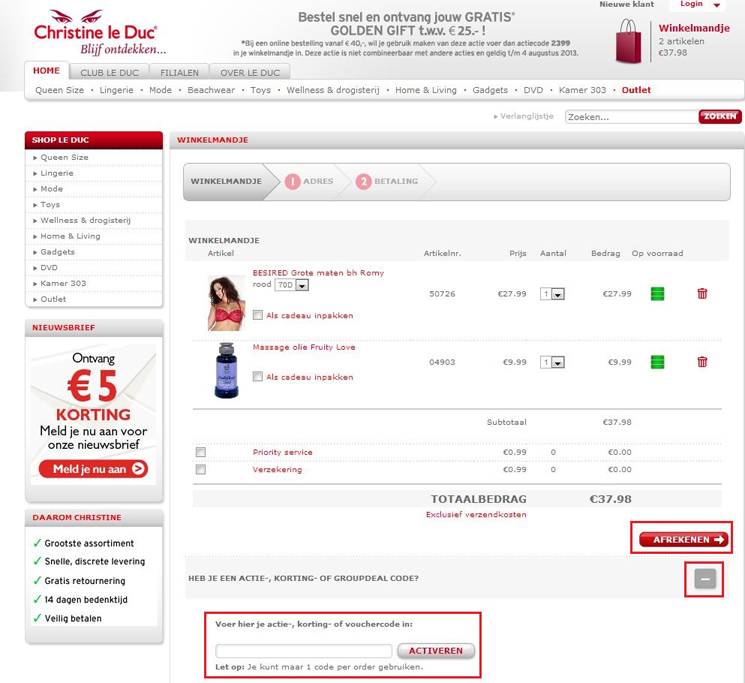 Christine le Duc®
Blijf ontdekken...
Bestel snel en ontvang jouw GRATIS*
GOLDEN GIFT t.w.v. € 25.- !
*Bij een online bestelling vanaf € 40,-, wil je gebruik maken van deze actie voer dan actiecode 2399
in je winkelmandje in. Deze actie is niet combineerbaar met andere acties en geldig t/m 4 augustus 2013.
Nieuwe klant
Login
Winkelmandje
2 artikelen
€37.98
HOME
CLUB LE DUC
FILIALEN
OVER LE DUC
Queen Size • Lingerie • Mode • Beachwear • Toys • Wellness & drogisterij • Home & Living • Gadgets • DVD • Kamer 303 • Outlet
Verlanglijstje
Zoeken...
ZOEKEN
SHOP LE DUC
Queen Size
Lingerie
Mode
Toys
Wellness & drogisterij
Home & Living
Gadgets
DVD
Kamer 303
Outlet
NIEUWSBRIEF
Ontvang
€ 5
KORTING
Meld je nu aan voor
onze nieuwsbrief
Meld je nu aan
DAAROM CHRISTINE
✓ Grootste assortiment
✓ Snelle, discrete levering
✓ Gratis retournering
✓ 14 dagen bedenktijd
✓ Veilig betalen
WINKELMANDJE
WINKELMANDJE
1 ADRES
2 BETALING
WINKELMANDJE
Artikel Artikelnr. Prijs Aantal Bedrag Op voorraad
BESIRED Grote maten bh Romy
rood 70D
50726 €27.99 1 €27.99
Als cadeau inpakken
Massage olie Fruity Love
04903 €9.99 1 €9.99
Als cadeau inpakken
Subtotaal €37.98
Priority service €0.99 0 €0.00
Verzekering €0.99 0 €0.00
TOTAALBEDRAG €37.98
Exclusief verzendkosten
AFREKENEN
HEB JE EEN ACTIE-, KORTING- OF GROUPDEAL CODE?
Voer hier je actie-, korting- of vouchercode in:
ACTIVEREN
Let op: Je kunt maar 1 code per order gebruiken.